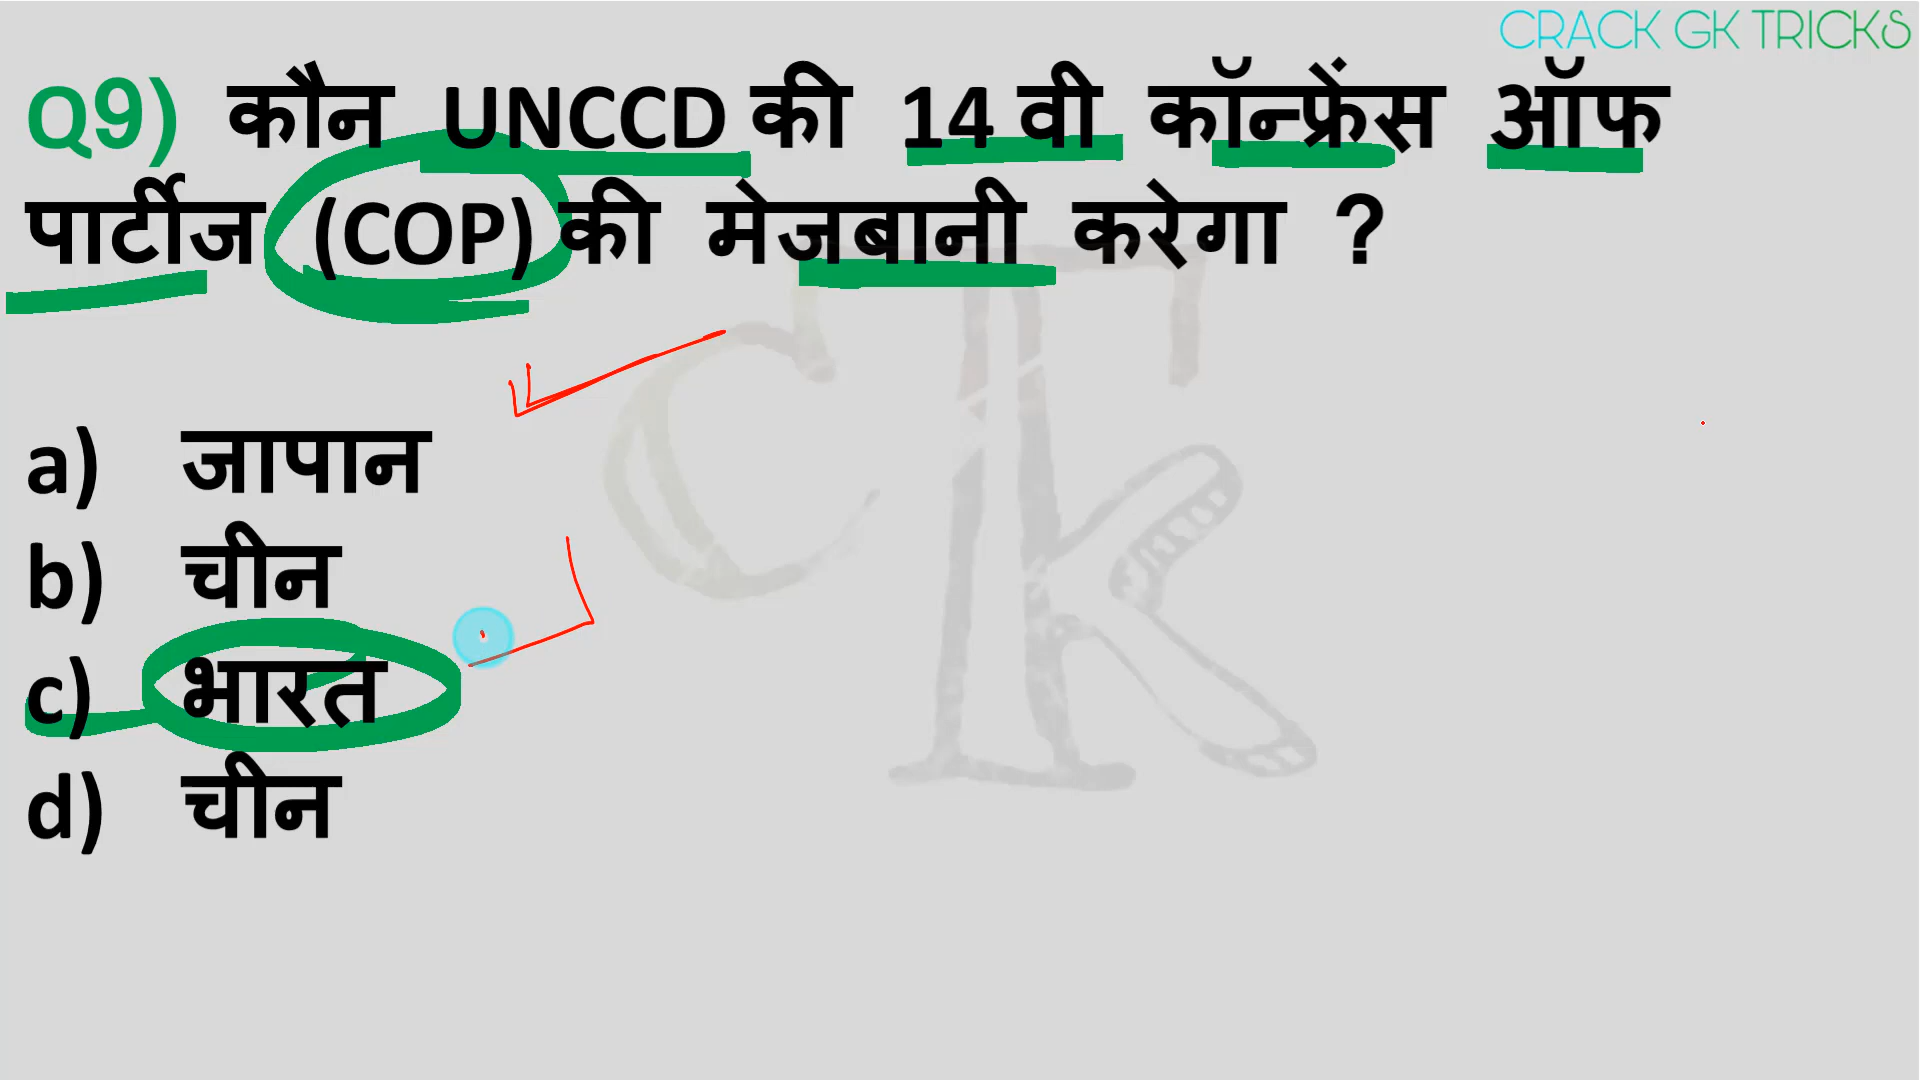 CRACK GK TRICKS
Q9) कौन UNCCD की 14 वी कॉन्फ्रेंस ऑफ
पार्टीज (COP) की मेजबानी करेगा ?
a) जापान
b) चीन
c) भारत
d) चीन